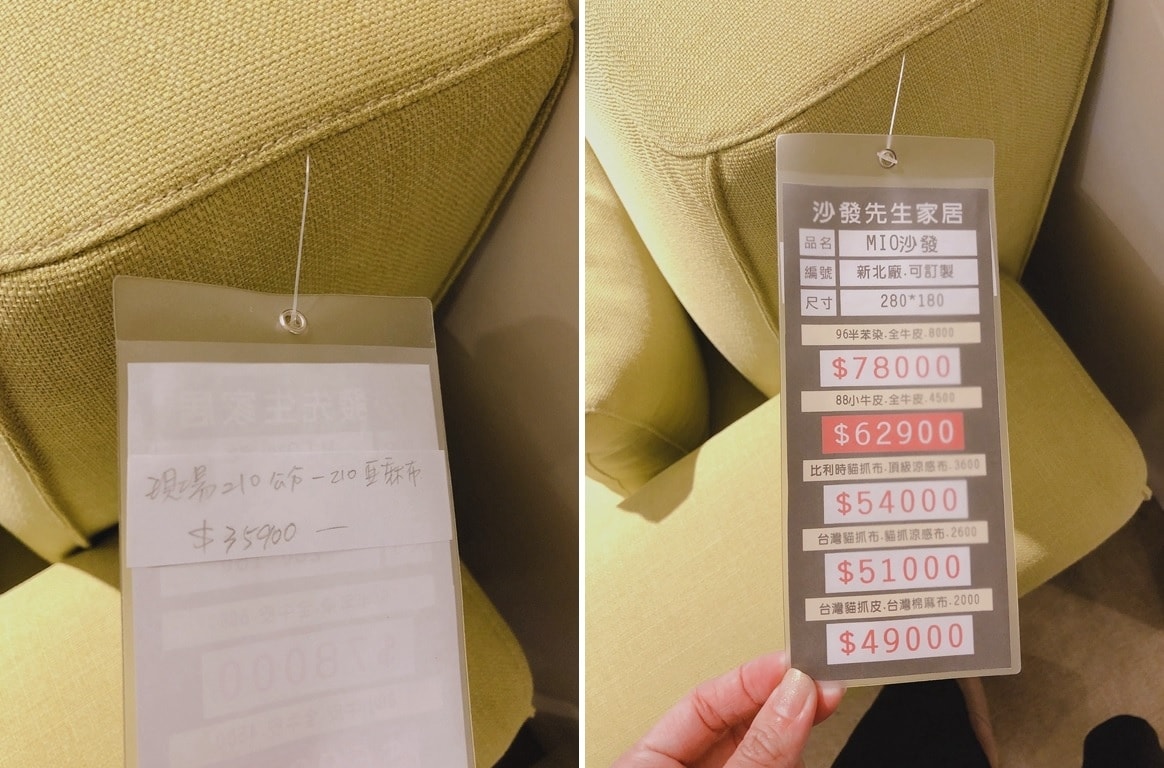 現場210公分-210亞麻布
$35900-
沙發先生家居
品名 MIO沙發
編號 新北廠.可訂製
尺寸 280*180
96半苯染.全牛皮.8000
$78000
88小牛皮.全牛皮.4500
$62900
比利時貓抓布.頂級涼感布.3600
$54000
台灣貓抓布.貓抓涼感布.2600
$51000
台灣貓抓皮.台灣棉麻布.2000
$49000